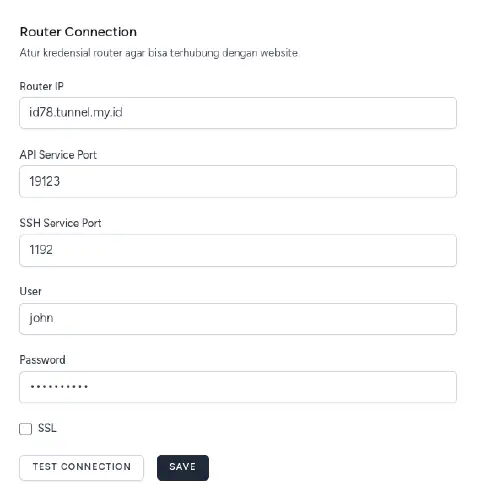 Router Connection
Atur kredensial router agar bisa terhubung dengan website.
Router IP
id78.tunnel.my.id
API Service Port
19123
SSH Service Port
1192
User
john
Password
••••••••••
SSL
TEST CONNECTION
SAVE